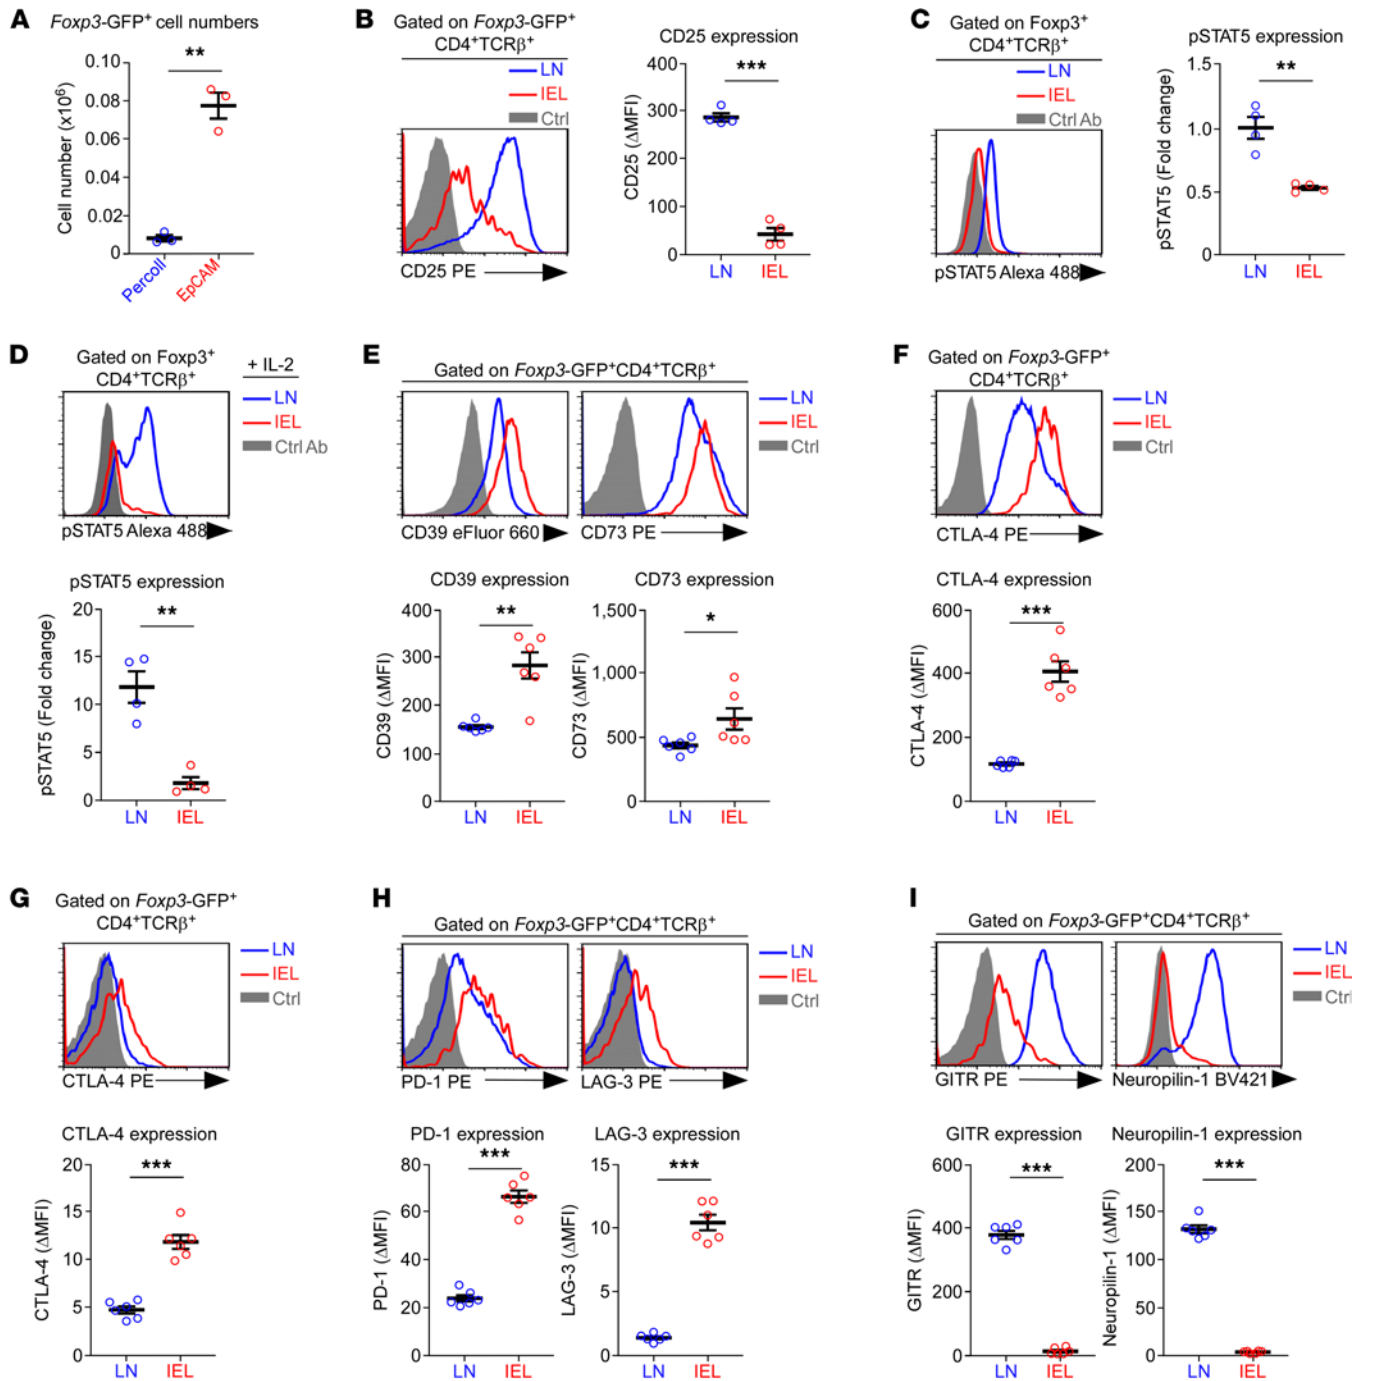 A
Foxp3-GFP⁺ cell numbers
**
Cell number (x10⁶)
0.10
0.08
0.06
0.04
0.02
0
Percoll
EpCAM
B
Gated on Foxp3-GFP⁺
CD4⁺TCRβ⁺
LN
IEL
Ctrl
CD25 PE
CD25 expression
***
CD25 (ΔMFI)
400
300
200
100
0
LN IEL
C
Gated on Foxp3⁺
CD4⁺TCRβ⁺
LN
IEL
Ctrl Ab
pSTAT5 Alexa 488
pSTAT5 expression
**
pSTAT5 (Fold change)
1.5
1.0
0.5
0
LN IEL
D
Gated on Foxp3⁺
CD4⁺TCRβ⁺
+ IL-2
LN
IEL
Ctrl Ab
pSTAT5 Alexa 488
pSTAT5 expression
**
pSTAT5 (Fold change)
20
15
10
5
0
LN IEL
E
Gated on Foxp3-GFP⁺CD4⁺TCRβ⁺
LN
IEL
Ctrl
CD39 eFluor 660
CD73 PE
CD39 expression
**
CD39 (ΔMFI)
400
300
200
100
0
LN IEL
CD73 expression
*
CD73 (ΔMFI)
1,500
1,000
500
0
LN IEL
F
Gated on Foxp3-GFP⁺
CD4⁺TCRβ⁺
LN
IEL
Ctrl
CTLA-4 PE
CTLA-4 expression
***
CTLA-4 (ΔMFI)
600
400
200
0
LN IEL
G
Gated on Foxp3-GFP⁺
CD4⁺TCRβ⁺
LN
IEL
Ctrl
CTLA-4 PE
CTLA-4 expression
***
CTLA-4 (ΔMFI)
20
15
10
5
0
LN IEL
H
Gated on Foxp3-GFP⁺CD4⁺TCRβ⁺
LN
IEL
Ctrl
PD-1 PE
LAG-3 PE
PD-1 expression
***
PD-1 (ΔMFI)
80
60
40
20
0
LN IEL
LAG-3 expression
***
LAG-3 (ΔMFI)
15
10
5
0
LN IEL
I
Gated on Foxp3-GFP⁺CD4⁺TCRβ⁺
LN
IEL
Ctrl
GITR PE
Neuropilin-1 BV421
GITR expression
***
GITR (ΔMFI)
600
400
200
0
LN IEL
Neuropilin-1 expression
***
Neuropilin-1 (ΔMFI)
200
150
100
50
0
LN IEL